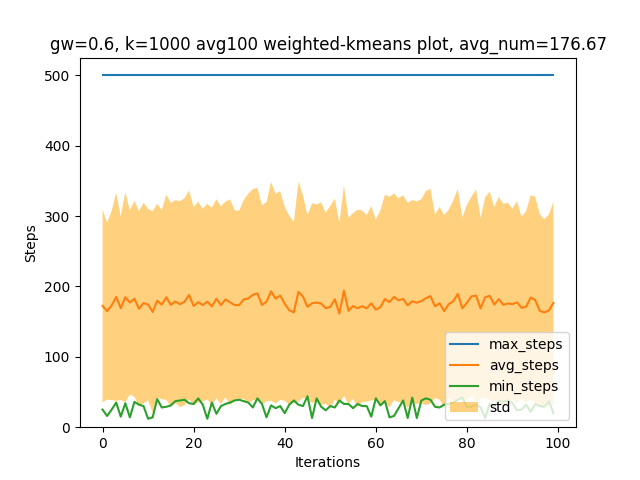 gw=0.6, k=1000 avg100 weighted-kmeans plot, avg_num=176.67
500
400
300
200
100
0
Steps
max_steps
avg_steps
min_steps
std
0 20 40 60 80 100
Iterations